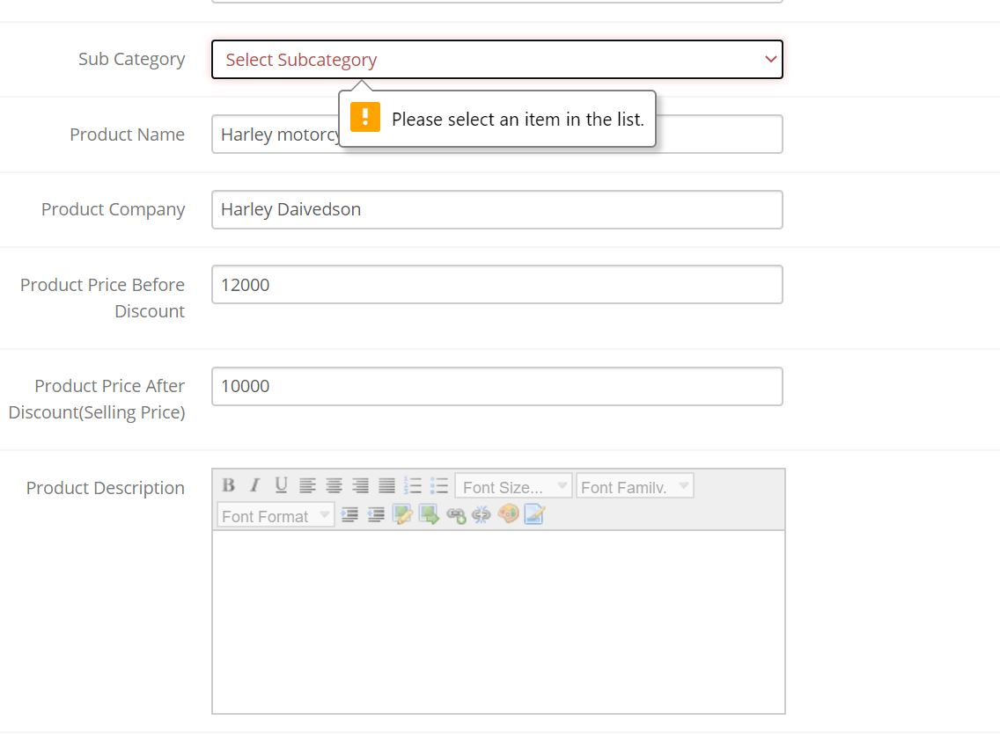 Sub Category
Select Subcategory
Please select an item in the list.
Product Name
Harley motorcy
Product Company
Harley Daivedson
Product Price Before
Discount
12000
Product Price After
Discount(Selling Price)
10000
Product Description
B I U
Font Size...
Font Family.
Font Format